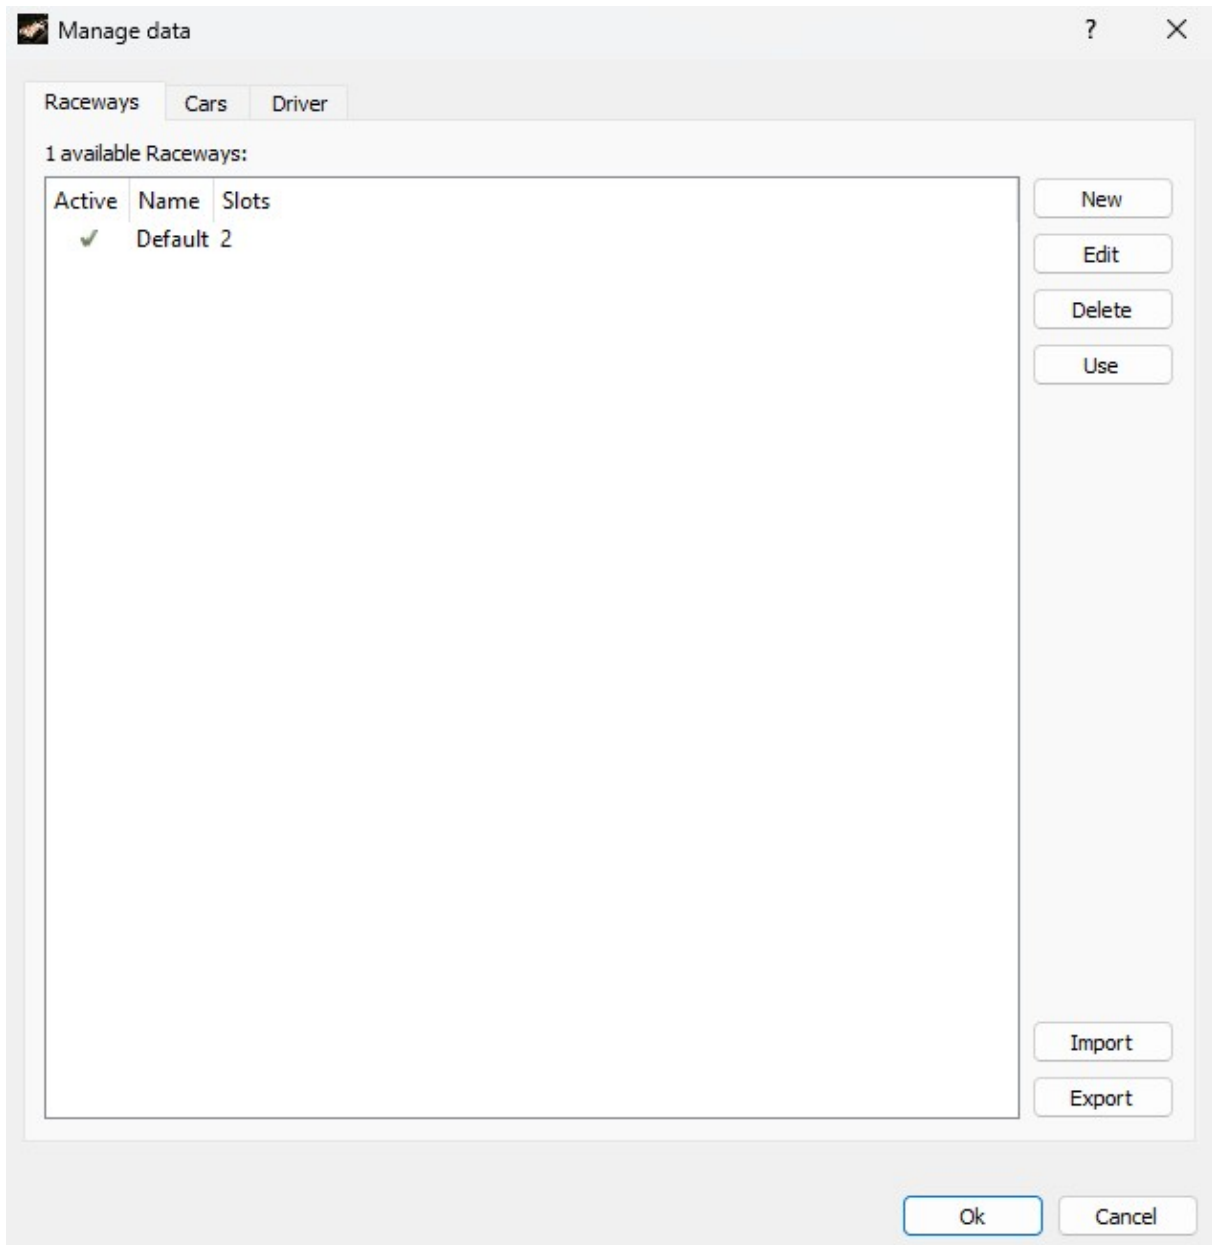 Manage data ?
Raceways Cars Driver
1 available Raceways:
Active Name Slots
Default 2
New
Edit
Delete
Use
Import
Export
Ok Cancel